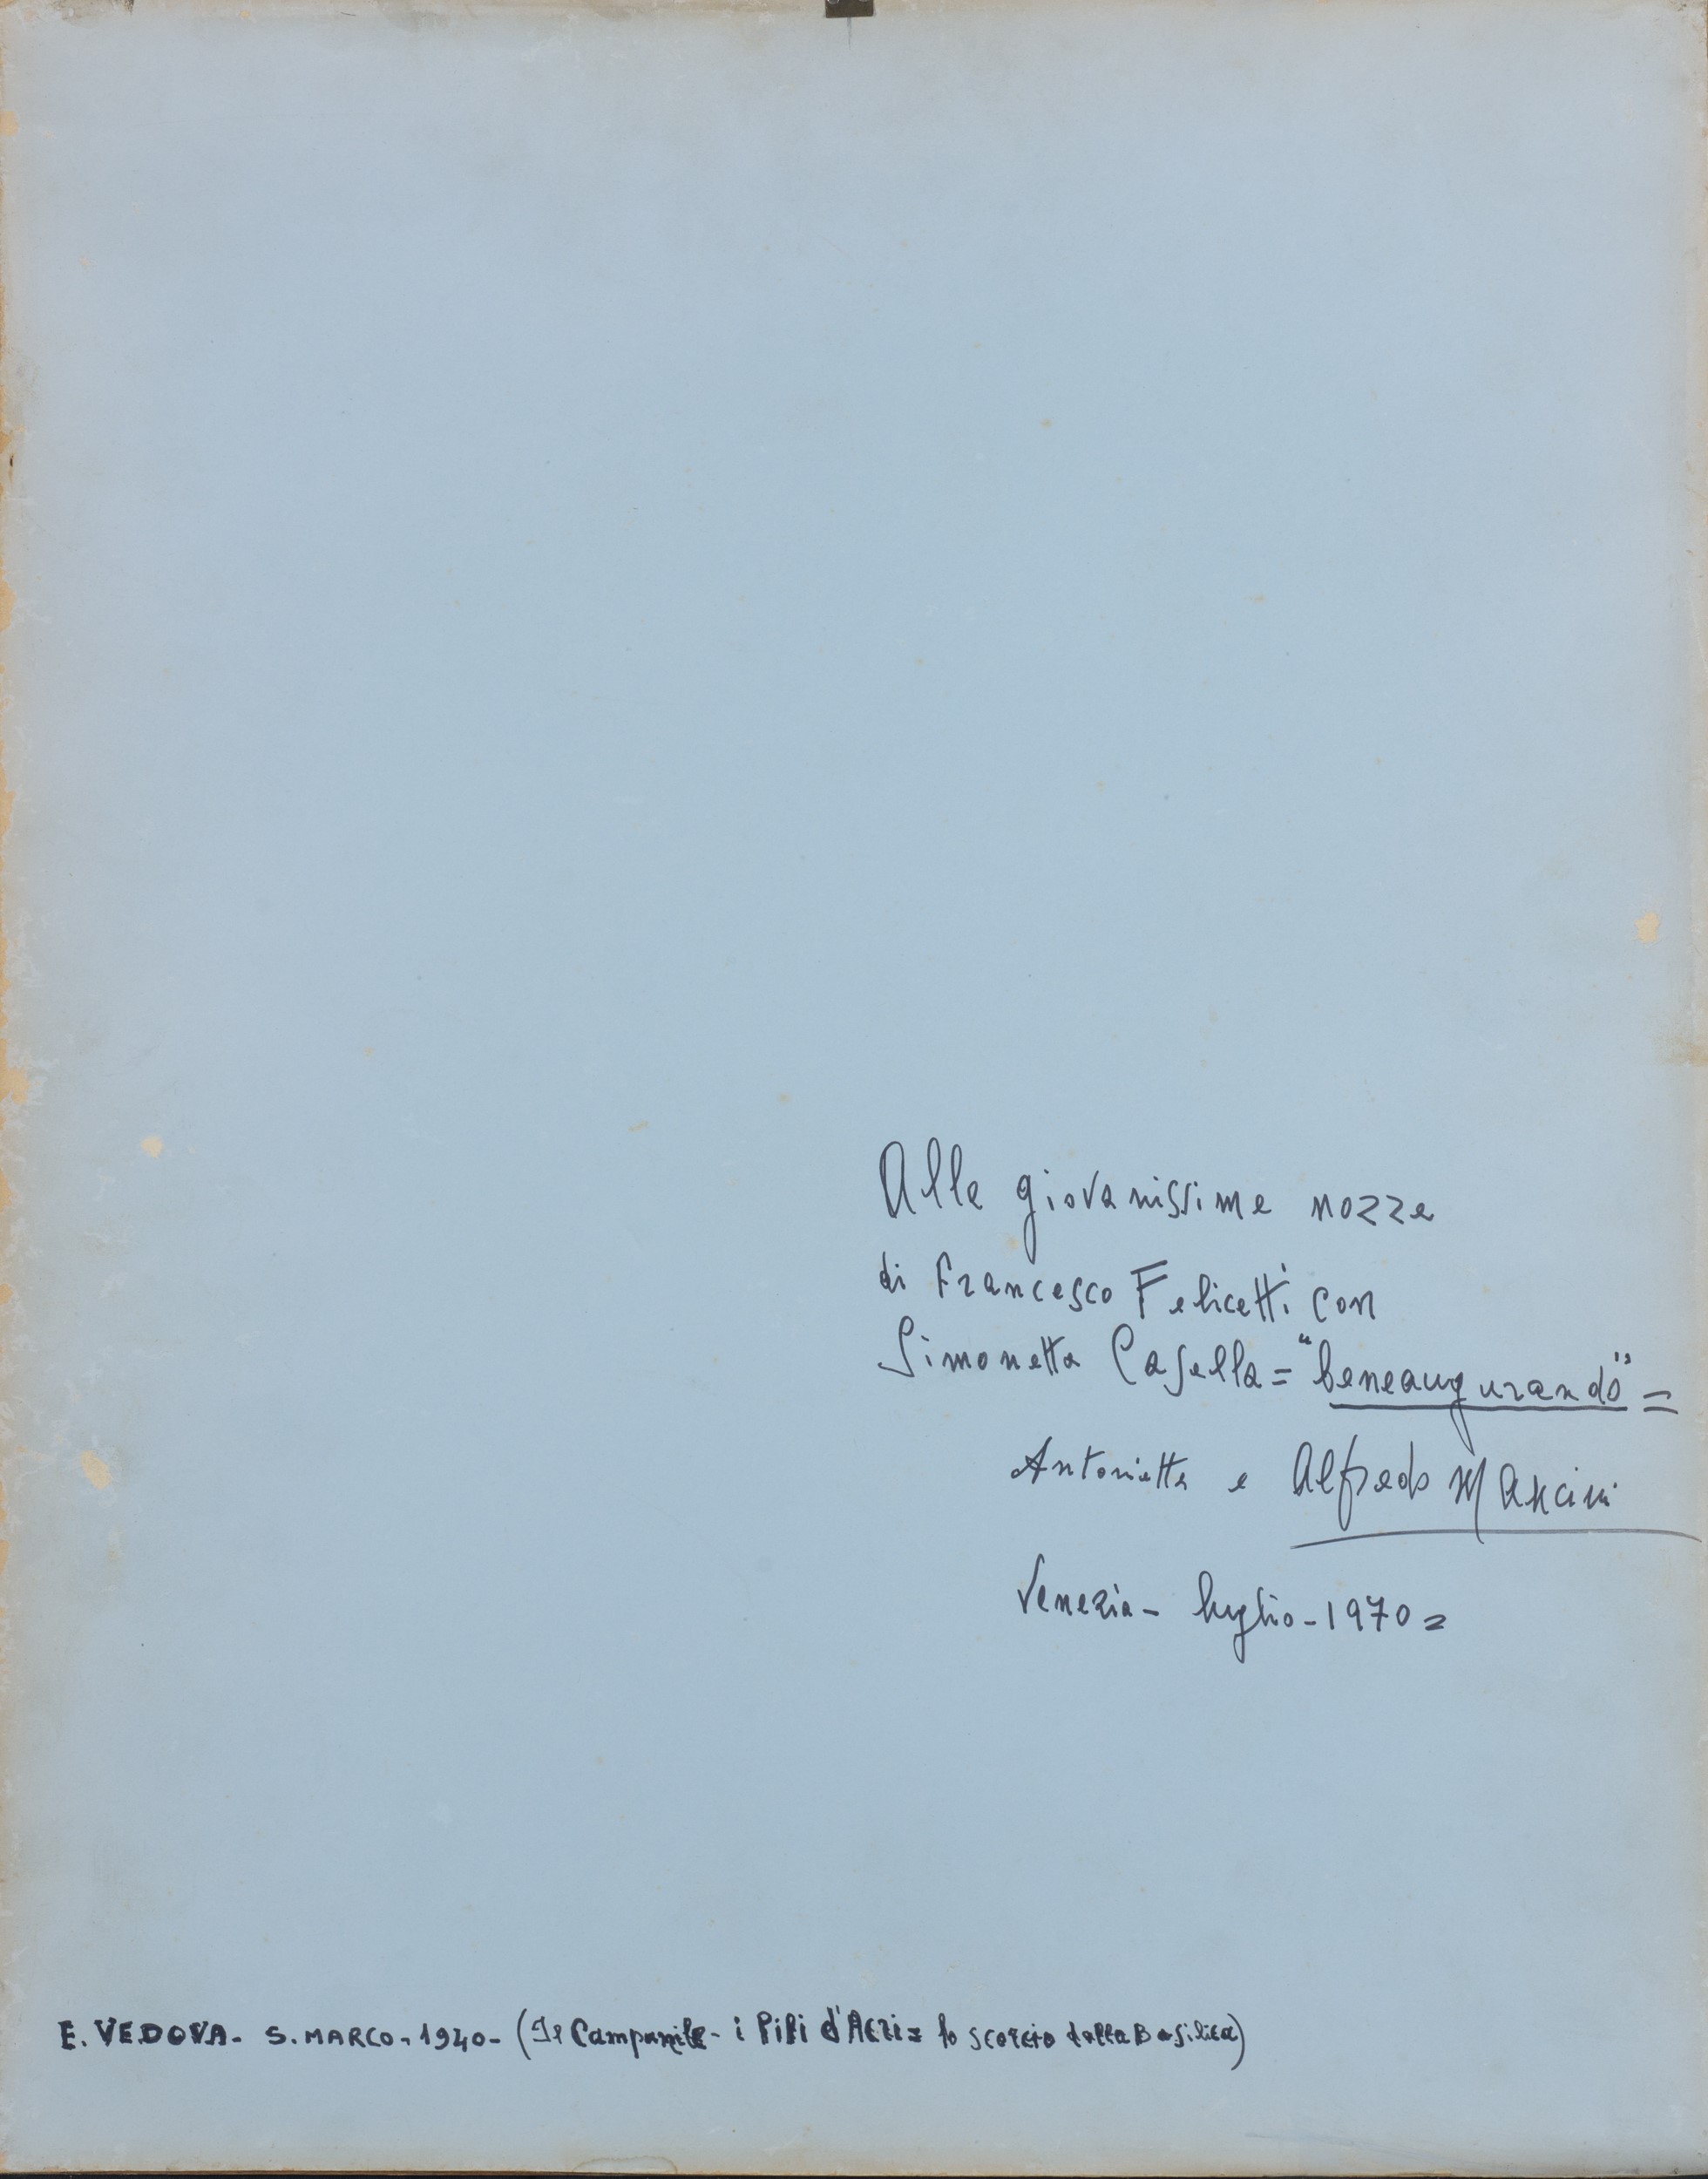 Alle giovanissime nozze
di Francesco Felicetti con
Simonetta Casella = "beneaugurando" =
Antonietta e Alfredo Mancini
Venezia - luglio - 1970 =
E. VEDOVA - S. MARCO - 1940 - (Il Campanile - i Pili d'Acri = lo scorcio della Basilica)